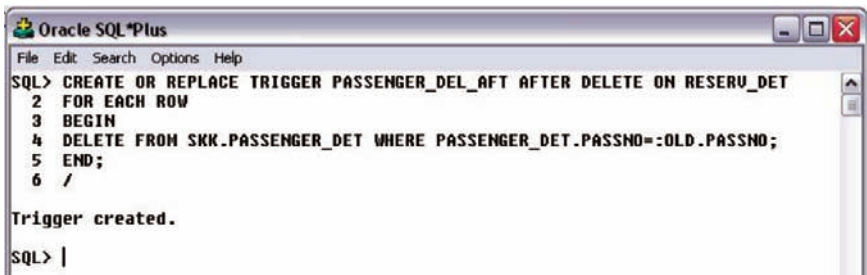 Oracle SQL*Plus
File Edit Search Options Help
SQL> CREATE OR REPLACE TRIGGER PASSENGER_DEL_AFT AFTER DELETE ON RESERV_DET
2 FOR EACH ROW
3 BEGIN
4 DELETE FROM SKK.PASSENGER_DET WHERE PASSENGER_DET.PASSNO=:OLD.PASSNO;
5 END;
6 /
Trigger created.
SQL>